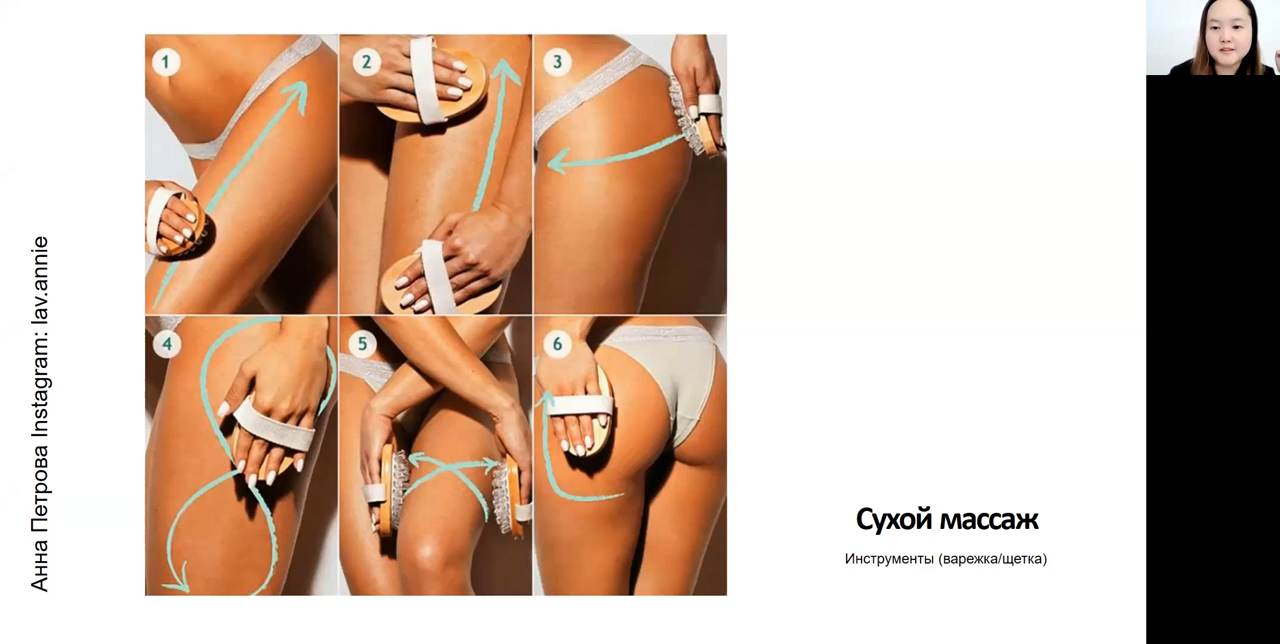 Анна Петрова Instagram: lav.annie
1
2
3
4
5
6
Сухой массаж
Инструменты (варежка/щетка)